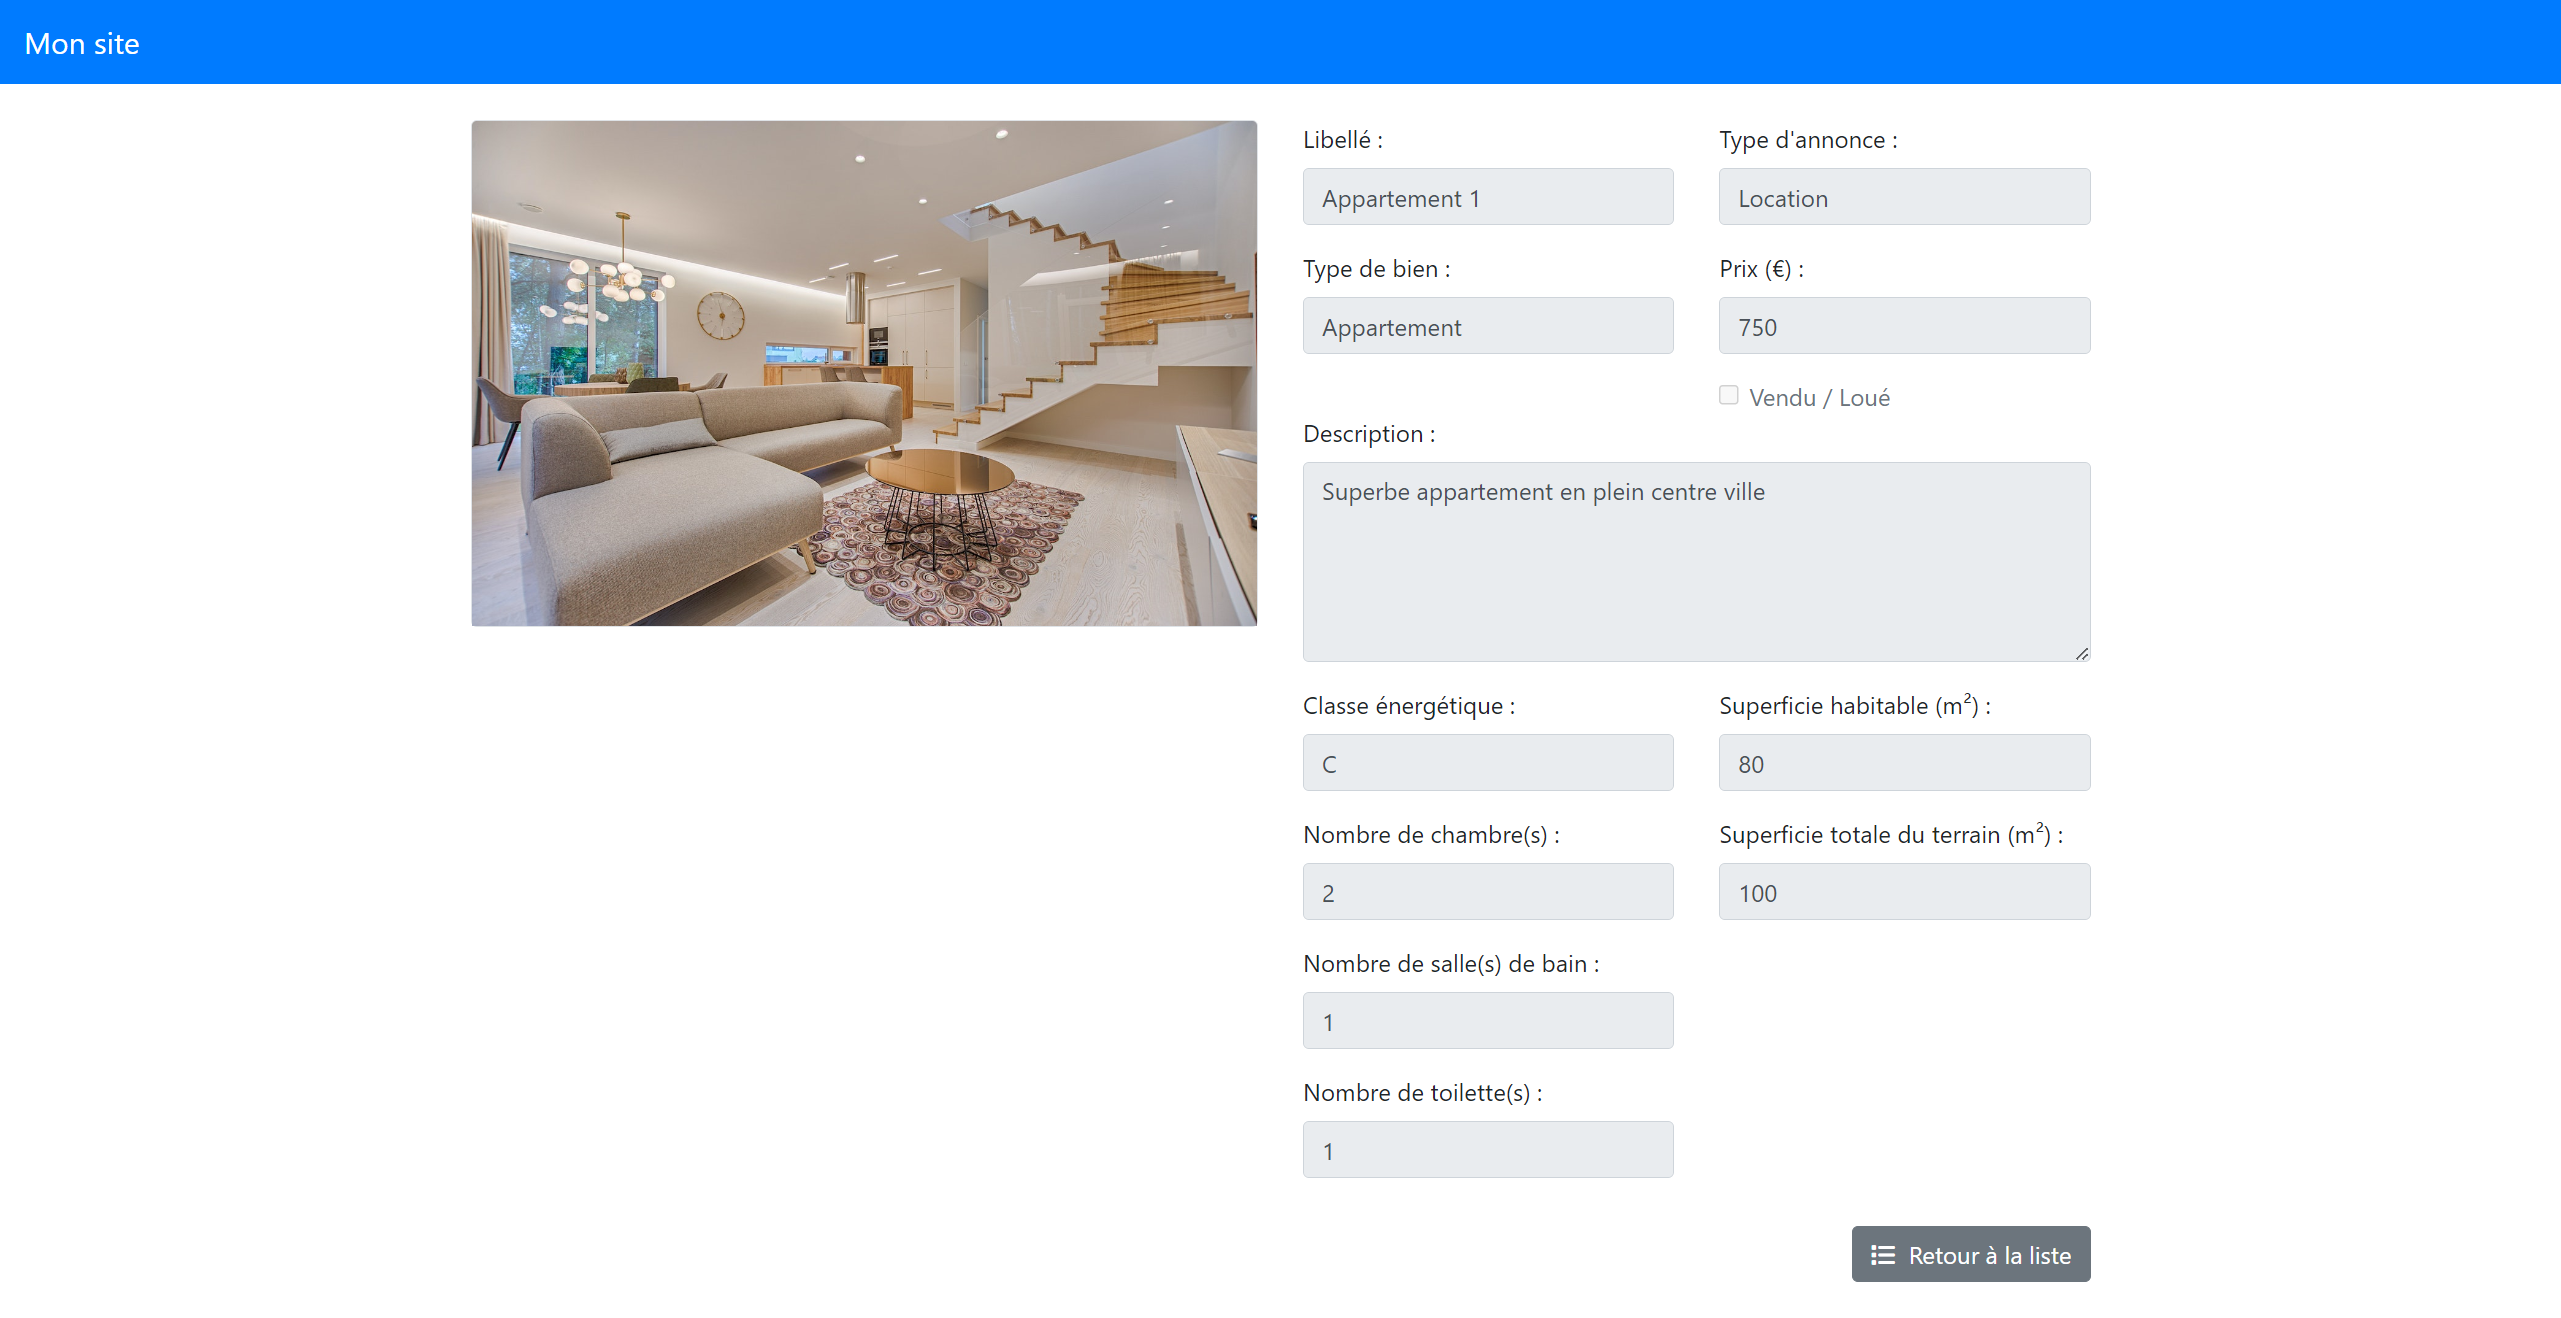 Mon site
Libellé :
Appartement 1
Type d'annonce :
Location
Type de bien :
Appartement
Prix (€) :
750
Vendu / Loué
Description :
Superbe appartement en plein centre ville
Classe énergétique :
C
Superficie habitable (m²) :
80
Nombre de chambre(s) :
2
Superficie totale du terrain (m²) :
100
Nombre de salle(s) de bain :
1
Nombre de toilette(s) :
1
Retour à la liste